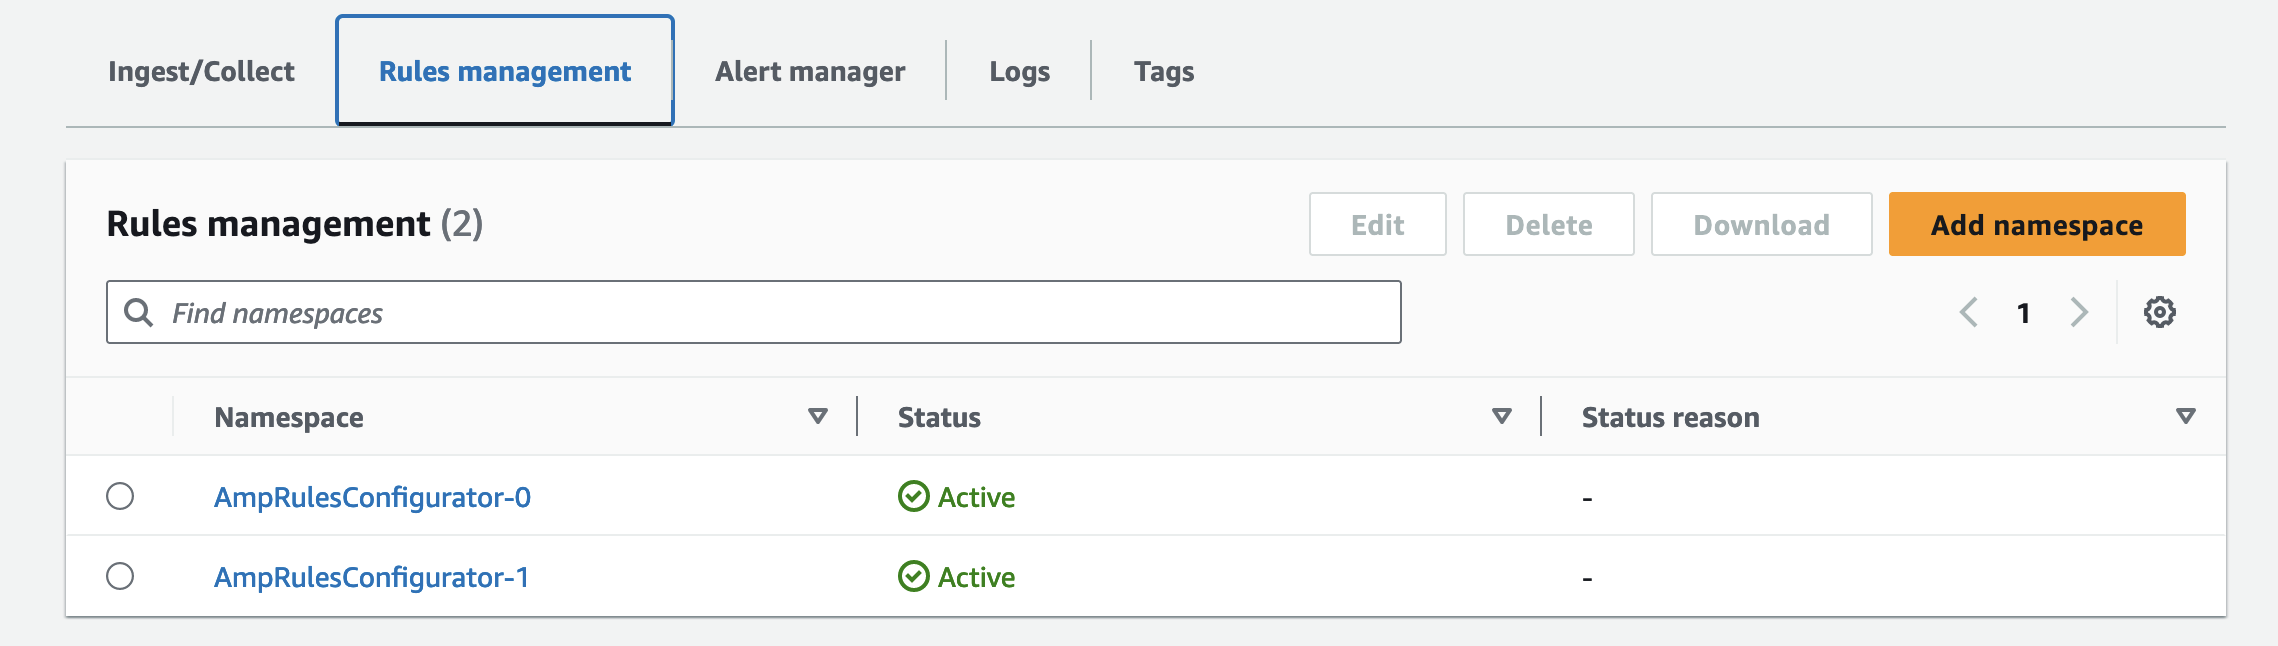 Ingest/Collect
Rules management
Alert manager
Logs
Tags
Rules management (2)
Edit
Delete
Download
Add namespace
Find namespaces
1
Namespace
Status
Status reason
AmpRulesConfigurator-0
Active
-
AmpRulesConfigurator-1
Active
-